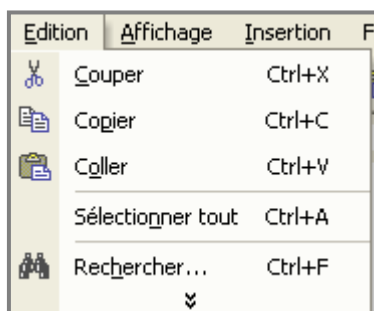 Edition Affichage Insertion F
Couper Ctrl+X
Copier Ctrl+C
Coller Ctrl+V
Sélectionner tout Ctrl+A
Rechercher... Ctrl+F